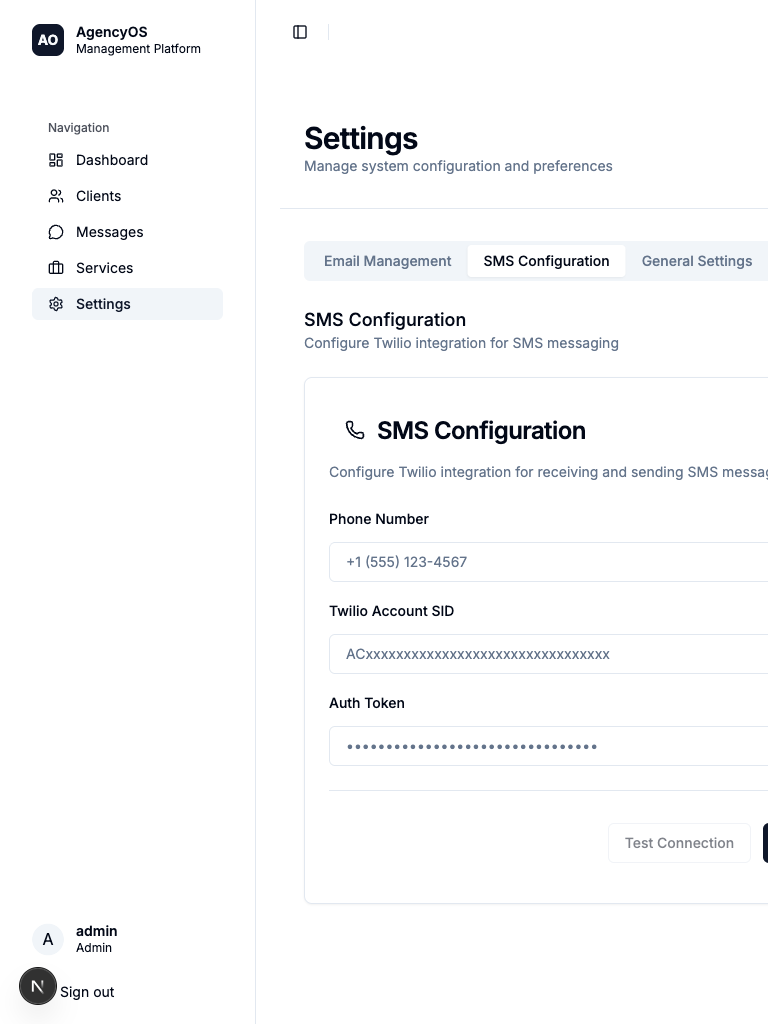 AO
AgencyOS
Management Platform
Navigation
Dashboard
Clients
Messages
Services
Settings
admin
Admin
A
N
Sign out
Settings
Manage system configuration and preferences
Email Management
SMS Configuration
General Settings
SMS Configuration
Configure Twilio integration for SMS messaging
SMS Configuration
Configure Twilio integration for receiving and sending SMS
Phone Number
+1 (555) 123-4567
Twilio Account SID
ACxxxxxxxxxxxxxxxxxxxxxxxxxxxxxxxx
Auth Token
••••••••••••••••••••••••••••••••
Test Connection